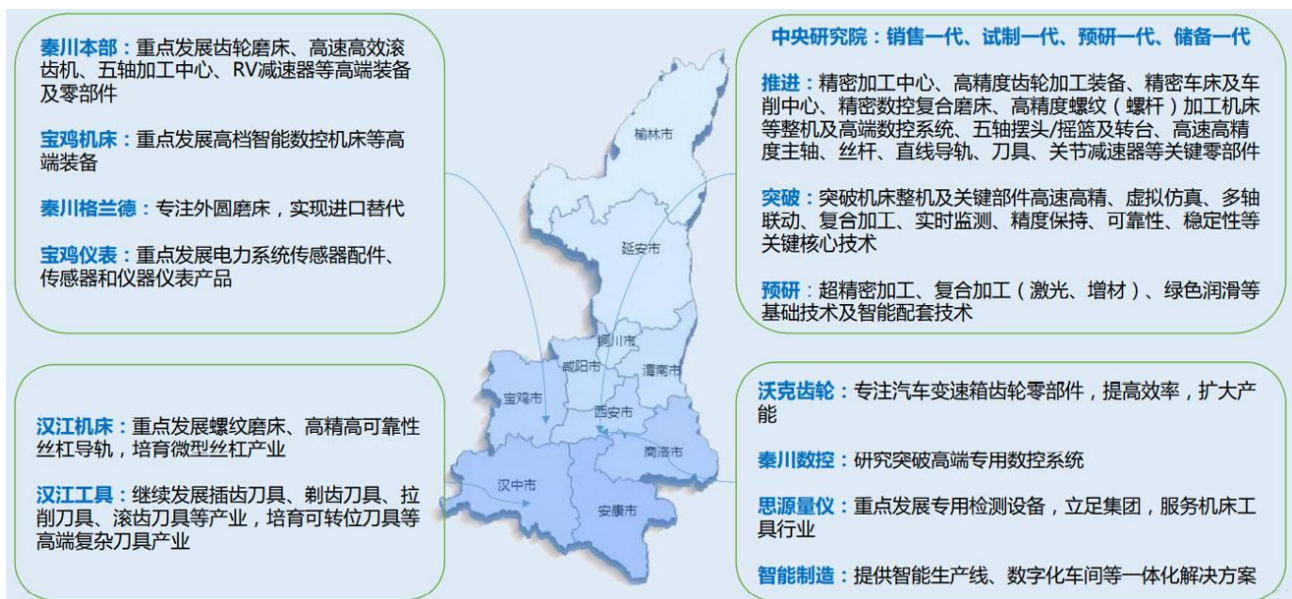 秦川本部：重点发展齿轮磨床、高速高效滚
齿机、五轴加工中心、RV减速器等高端装备
及零部件
宝鸡机床：重点发展高档智能数控机床等高
端装备
秦川格兰德：专注外圆磨床，实现进口替代
宝鸡仪表：重点发展电力系统传感器配件、
传感器和仪器仪表产品
汉江机床：重点发展螺纹磨床、高精高可靠性
丝杠导轨，培育微型丝杠产业
汉江工具：继续发展插齿刀具、剃齿刀具、拉
削刀具、滚齿刀具等产业，培育可转位刀具等
高端复杂刀具产业
榆林市
延安市
铜川市
咸阳市
渭南市
宝鸡市
西安市
商洛市
汉中市
安康市
中央研究院：销售一代、试制一代、预研一代、储备一代
推进：精密加工中心、高精度齿轮加工装备、精密车床及车
削中心、精密数控复合磨床、高精度螺纹（螺杆）加工机床
等整机及高端数控系统、五轴摆头/摇篮及转台、高速高精
度主轴、丝杆、直线导轨、刀具、关节减速器等关键零部件
突破：突破机床整机及关键部件高速高精、虚拟仿真、多轴
联动、复合加工、实时监测、精度保持、可靠性、稳定性等
关键核心技术
预研：超精密加工、复合加工（激光、增材）、绿色润滑等
基础技术及智能配套技术
沃克齿轮：专注汽车变速箱齿轮零部件，提高效率，扩大产
能
秦川数控：研究突破高端专用数控系统
思源量仪：重点发展专用检测设备，立足集团，服务机床工
具行业
智能制造：提供智能生产线、数字化车间等一体化解决方案